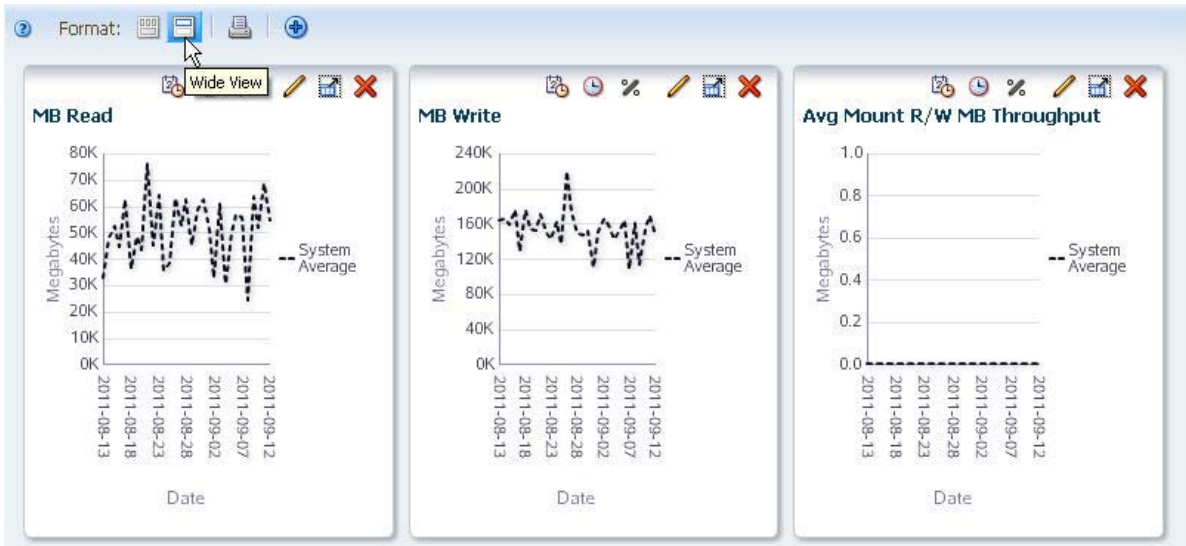 Format:
Wide View
MB Read
80K
70K
60K
50K
40K
30K
20K
10K
0K
Megabytes
2011-08-13
2011-08-18
2011-08-23
2011-08-28
2011-09-02
2011-09-07
2011-09-12
Date
System
Average
MB Write
240K
200K
160K
120K
80K
40K
0K
Megabytes
2011-08-13
2011-08-18
2011-08-23
2011-08-28
2011-09-02
2011-09-07
2011-09-12
Date
System
Average
Avg Mount R/W MB Throughput
1.0
0.8
0.6
0.4
0.2
0.0
Megabytes
2011-08-13
2011-08-18
2011-08-23
2011-08-28
2011-09-02
2011-09-07
2011-09-12
Date
System
Average